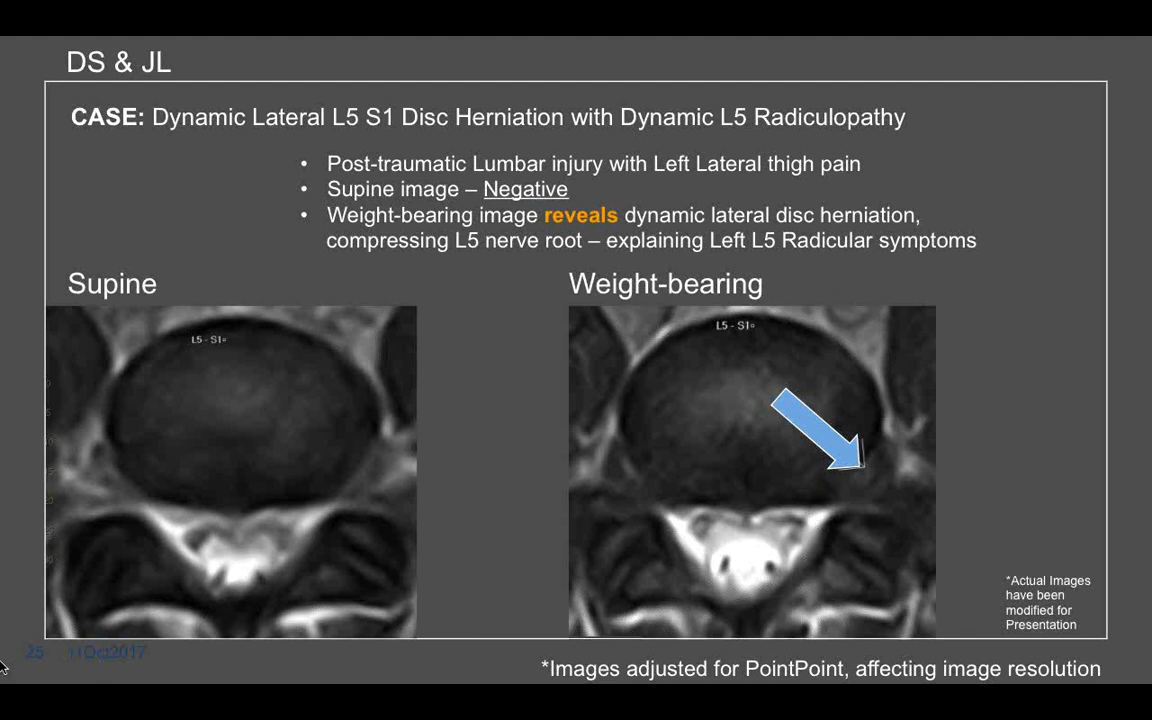 DS & JL
CASE: Dynamic Lateral L5 S1 Disc Herniation with Dynamic L5 Radiculopathy
• Post-traumatic Lumbar injury with Left Lateral thigh pain
• Supine image – Negative
• Weight-bearing image reveals dynamic lateral disc herniation,
compressing L5 nerve root – explaining Left L5 Radicular symptoms
Supine
Weight-bearing
L5 - S1
L5 - S1
*Actual Images
have been
modified for
Presentation
25 11Oct2017
*Images adjusted for PointPoint, affecting image resolution